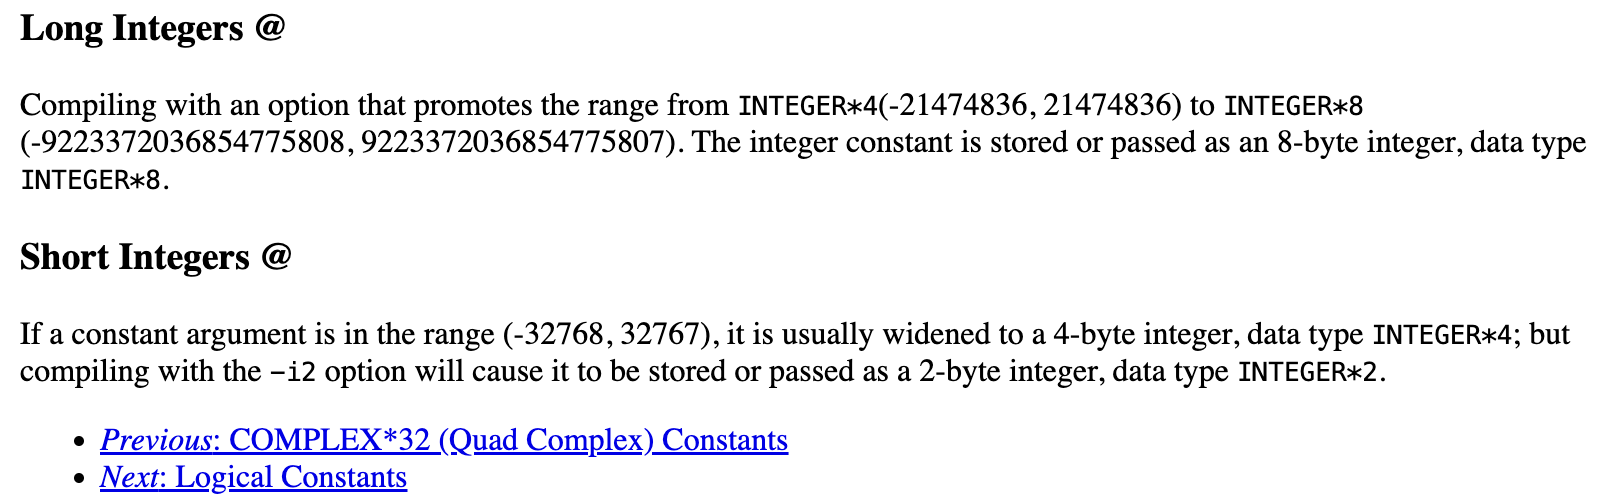 Long Integers @
Compiling with an option that promotes the range from INTEGER*4(-21474836, 21474836) to INTEGER*8
(-9223372036854775808, 9223372036854775807). The integer constant is stored or passed as an 8-byte integer, data type
INTEGER*8.
Short Integers @
If a constant argument is in the range (-32768, 32767), it is usually widened to a 4-byte integer, data type INTEGER*4; but
compiling with the -i2 option will cause it to be stored or passed as a 2-byte integer, data type INTEGER*2.
• Previous: COMPLEX*32 (Quad Complex) Constants
• Next: Logical Constants